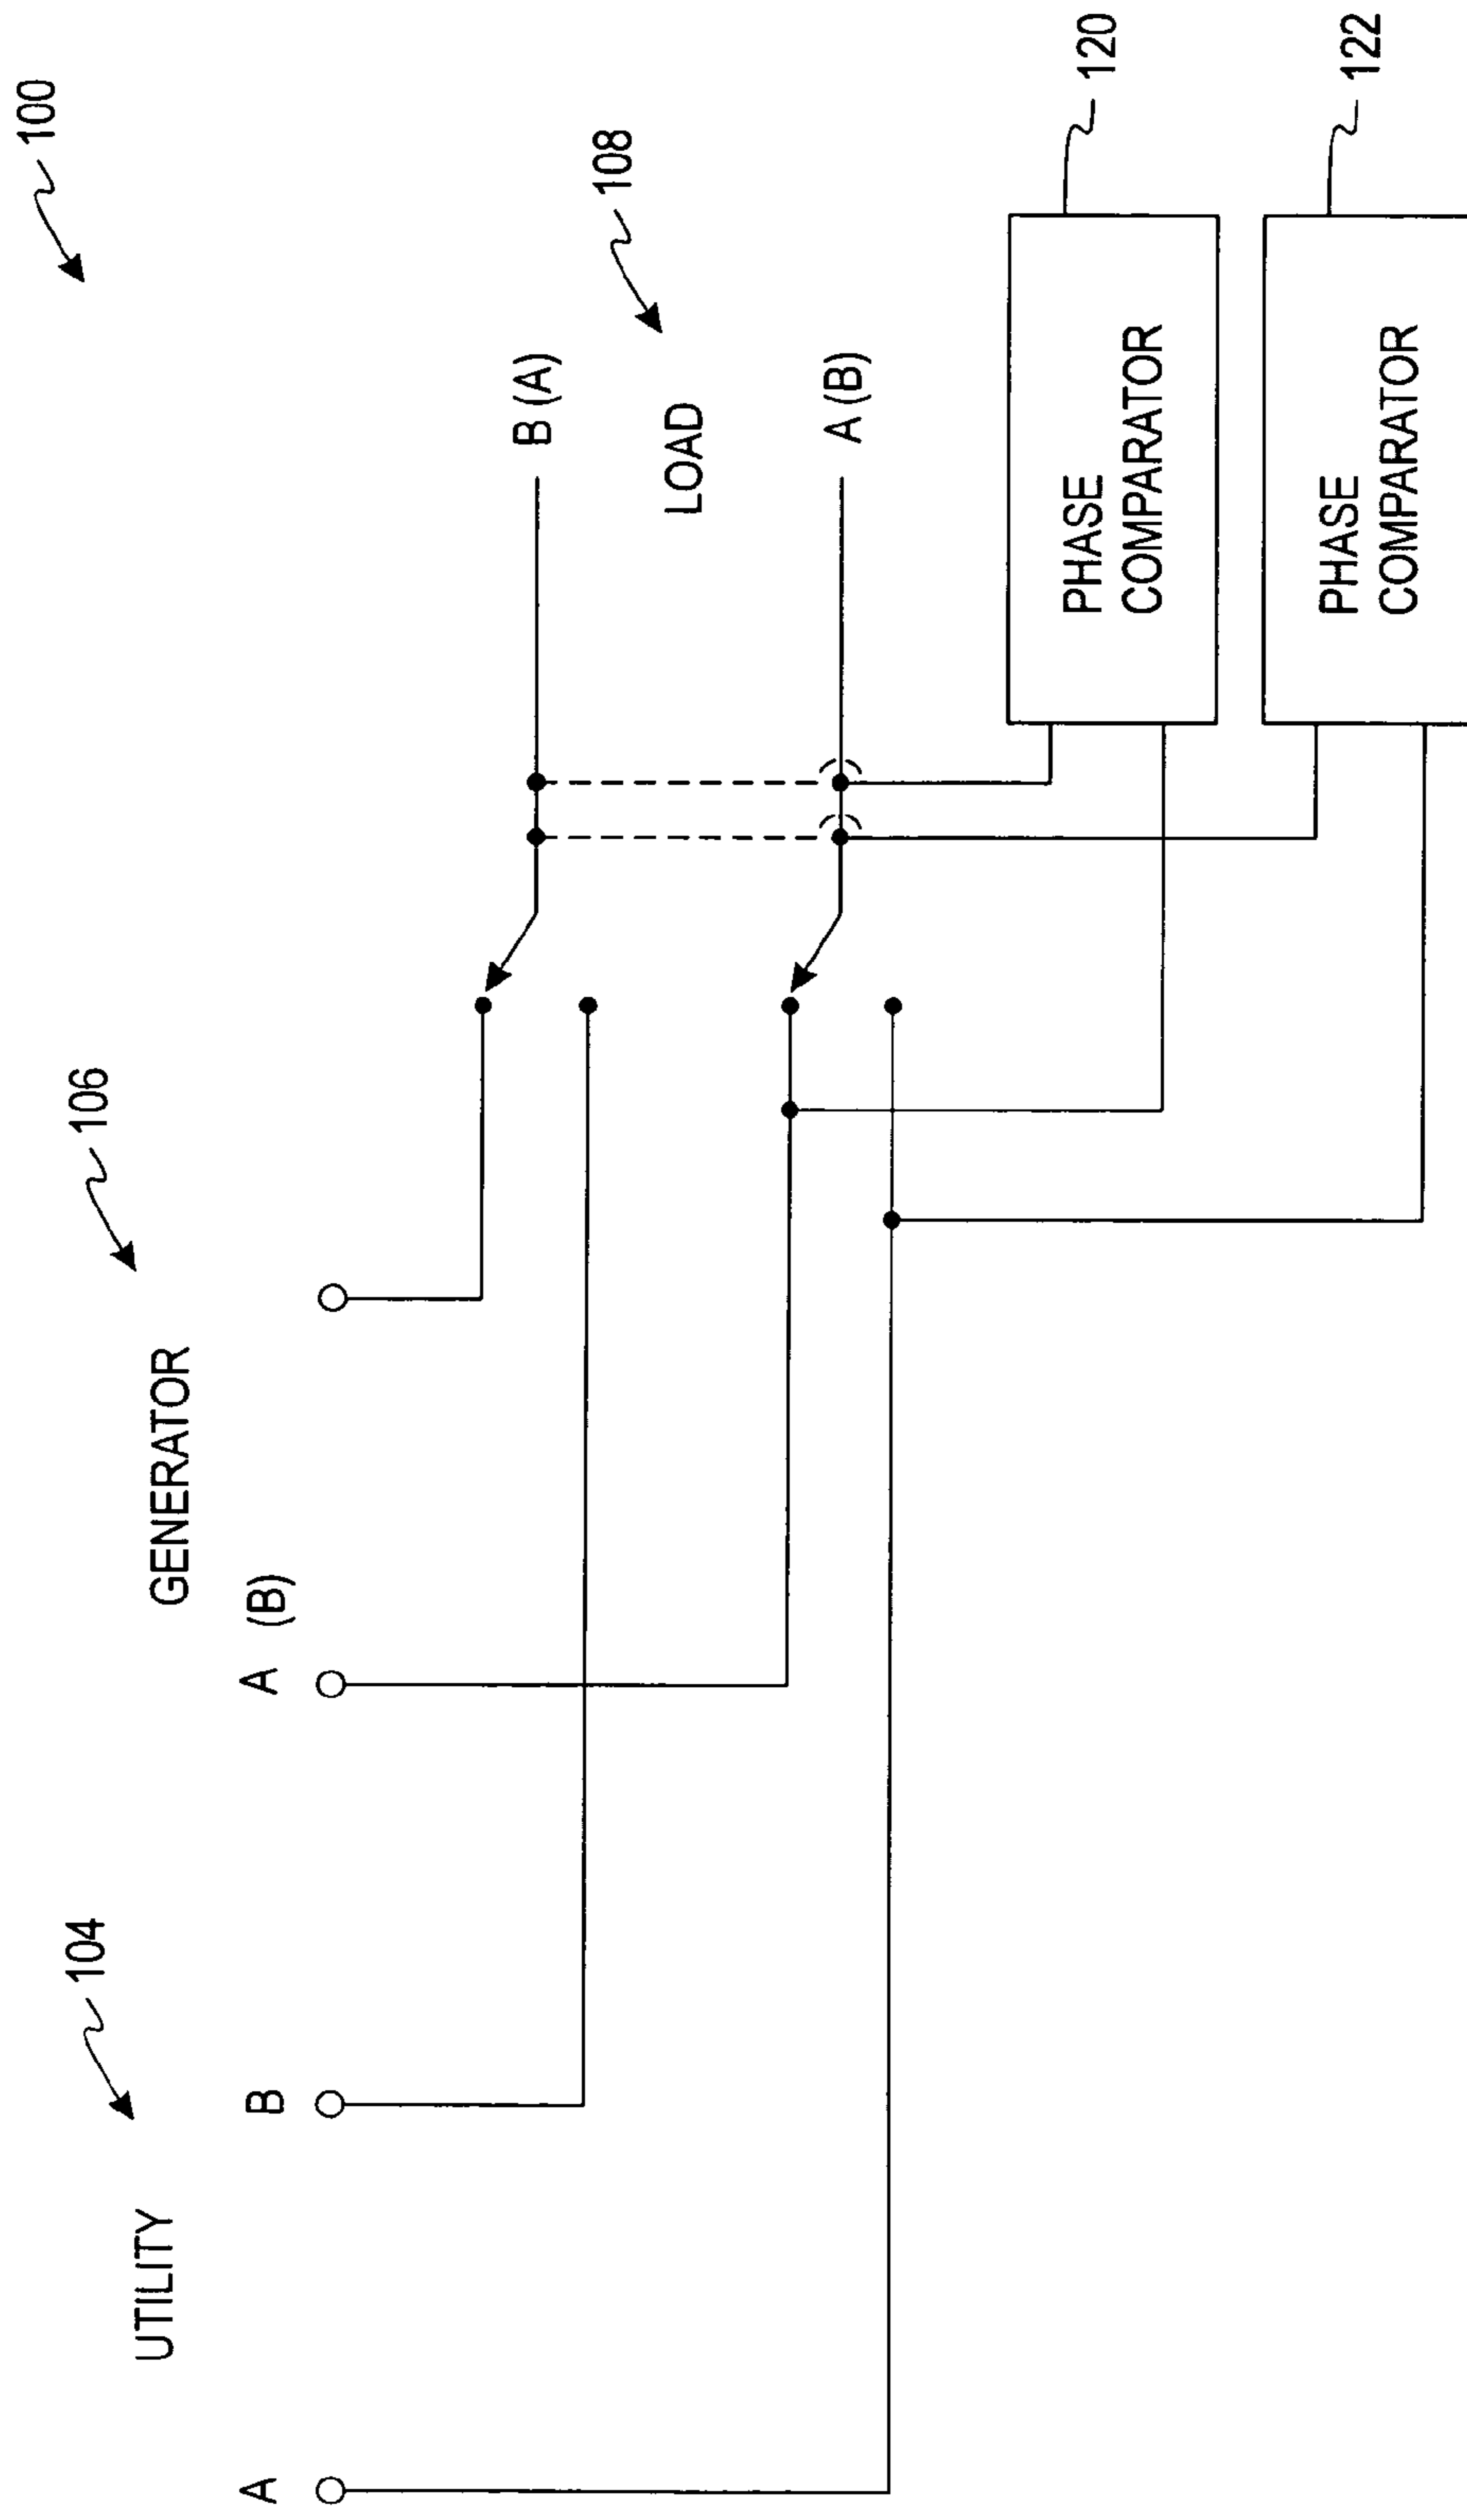 100
104
106
UTILITY
GENERATOR
A
B
A (B)
108
B (A)
LOAD
A (B)
PHASE
COMPARATOR
120
PHASE
COMPARATOR
122